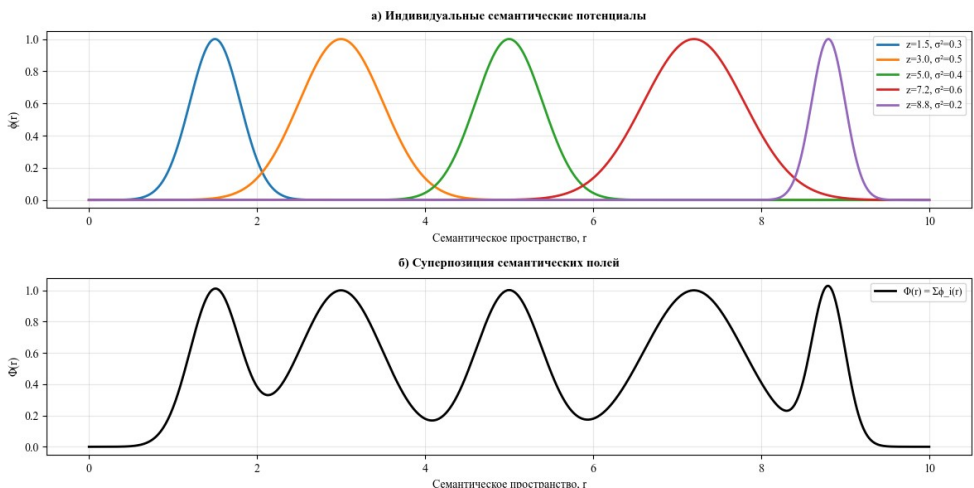 а) Индивидуальные семантические потенциалы
1.0
0.8
0.6
0.4
0.2
0.0
ϕ(r)
z=1.5, σ²=0.3
z=3.0, σ²=0.5
z=5.0, σ²=0.4
z=7.2, σ²=0.6
z=8.8, σ²=0.2
0 2 4 6 8 10
Семантическое пространство, r
б) Суперпозиция семантических полей
1.0
0.8
0.6
0.4
0.2
0.0
Φ(r)
Φ(r) = Σϕ_i(r)
0 2 4 6 8 10
Семантическое пространство, r